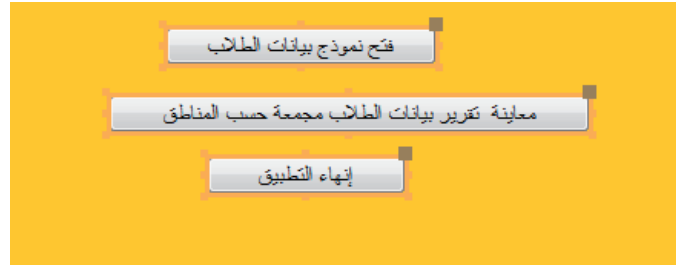 فتح نموذج بيانات الطلاب
معاينة تقرير بيانات الطلاب مجمعة حسب المناطق
إنهاء التطبيق